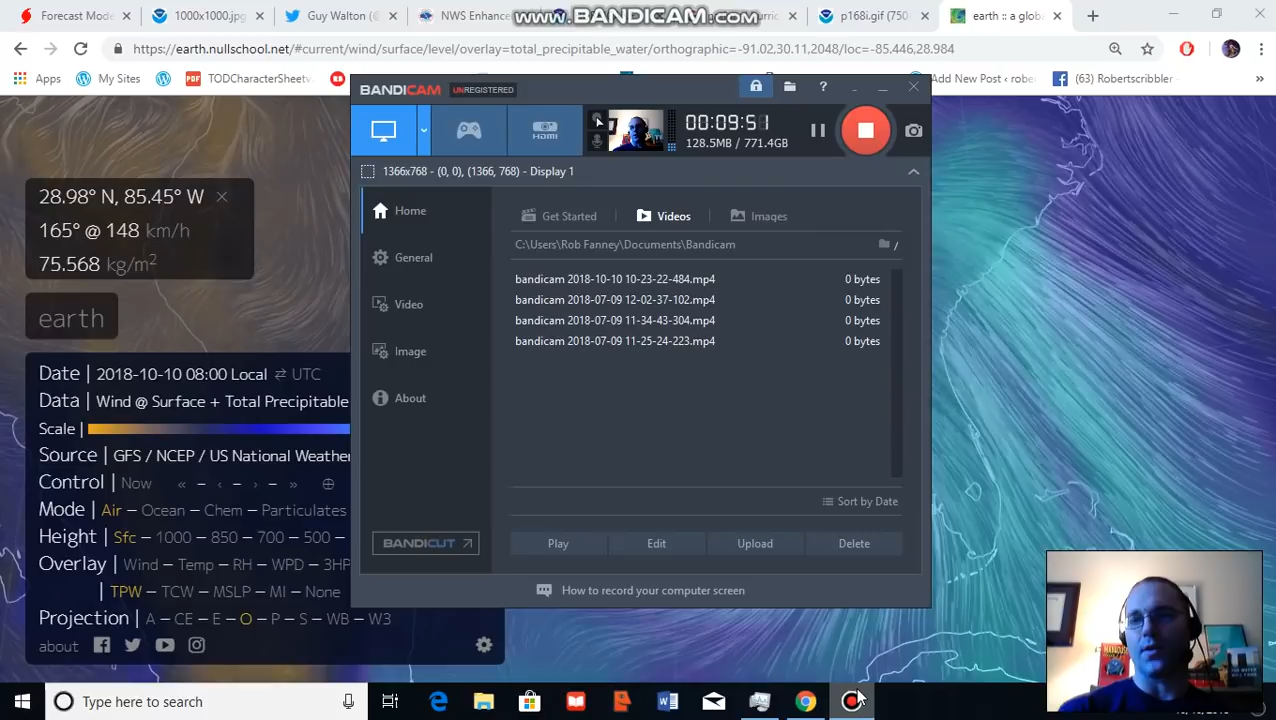 Forecast Mode
1000x1000.jpg
Guy Walton (
NWS Enhance
www.BANDICAM.com
p168i.gif (750
earth :: a globa
https://earth.nullschool.net/#current/wind/surface/level/overlay=total_precipitable_water/orthographic=-91.02,30.11,2048/loc=-85.446,28.984
Apps
My Sites
TODCharacterSheet
Add New Post ‹ robe
(63) Robertscribbler -
BANDICAM UNREGISTERED
00:09:51
128.5MB / 771.4GB
HDMI
1366x768 - (0, 0), (1366, 768) - Display 1
Home
General
Video
Image
About
BANDICUT
Get Started
Videos
Images
C:\Users\Rob Fanney\Documents\Bandicam
/
bandicam 2018-10-10 10-23-22-484.mp4 0 bytes
bandicam 2018-07-09 12-02-37-102.mp4 0 bytes
bandicam 2018-07-09 11-34-43-304.mp4 0 bytes
bandicam 2018-07-09 11-25-24-223.mp4 0 bytes
Sort by Date
Play
Edit
Upload
Delete
How to record your computer screen
28.98° N, 85.45° W
165° @ 148 km/h
75.568 kg/m²
earth
Date | 2018-10-10 08:00 Local ⇄ UTC
Data | Wind @ Surface + Total Precipitable
Scale |
Source | GFS / NCEP / US National Weather
Control | Now « – ‹ – › – »
Mode | Air – Ocean – Chem – Particulates
Height | Sfc – 1000 – 850 – 700 – 500 –
Overlay | Wind – Temp – RH – WPD – 3HP
| TPW – TCW – MSLP – MI – None
Projection | A – CE – E – O – P – S – WB – W3
about
Type here to search